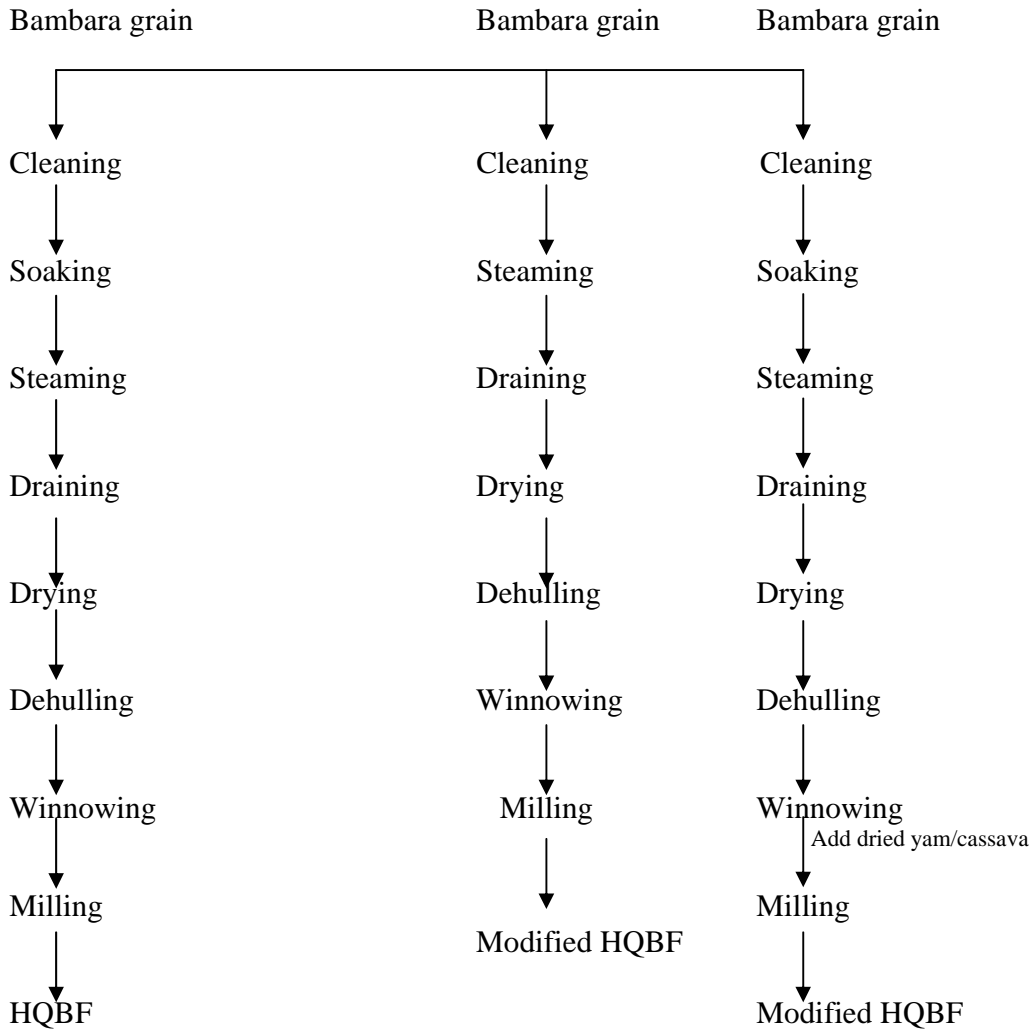 Bambara grain Bambara grain Bambara grain
Cleaning Cleaning Cleaning
Soaking Steaming Soaking
Steaming Draining Steaming
Draining Drying Draining
Drying Dehulling Drying
Dehulling Winnowing Dehulling
Winnowing Milling Winnowing
Add dried yam/cassava
Milling Milling
Modified HQBF
HQBF Modified HQBF